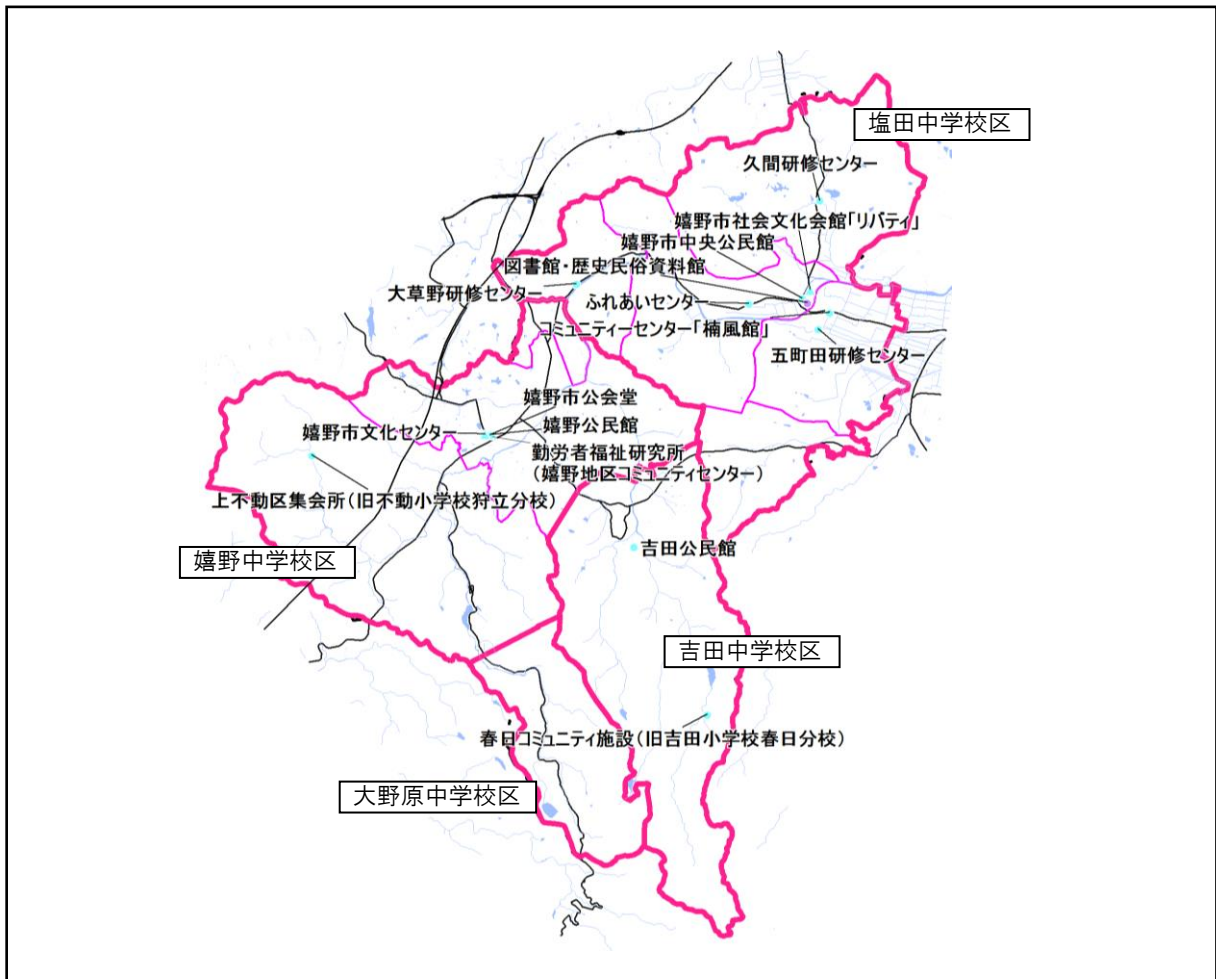 塩田中学校区
久間研修センター
嬉野市社会文化会館「リバティ」
嬉野市中央公民館
図書館・歴史民俗資料館
大草野研修センター
ふれあいセンター
コミュニティーセンター「楠風館」
五町田研修センター
嬉野市公会堂
嬉野公民館
嬉野市文化センター
勤労者福祉研究所
(嬉野地区コミュニティセンター)
上不動区集会所(旧不動小学校狩立分校)
吉田公民館
嬉野中学校区
吉田中学校区
春日コミュニティ施設(旧吉田小学校春日分校)
大野原中学校区